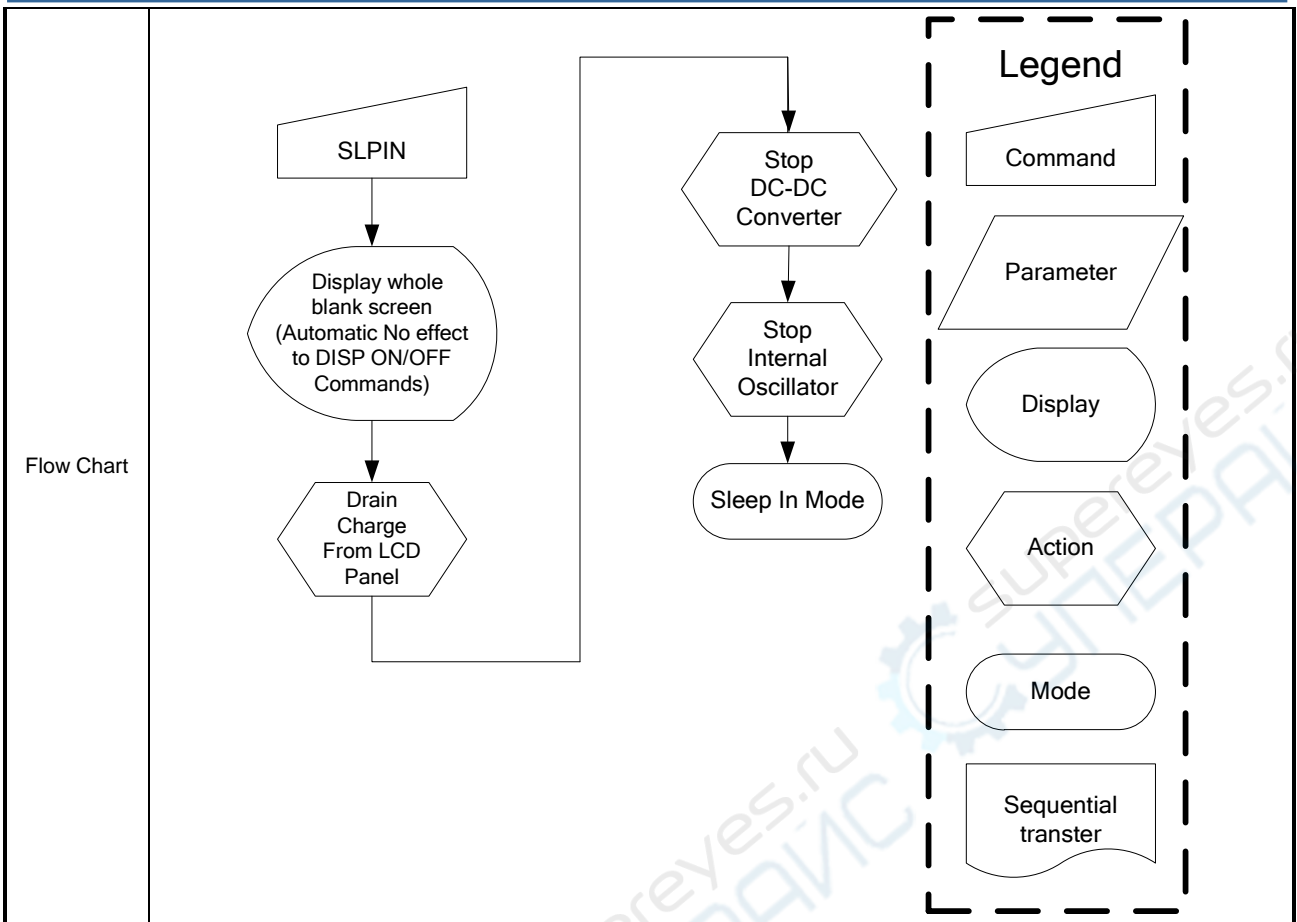 Flow Chart
SLPIN
Display whole
blank screen
(Automatic No effect
to DISP ON/OFF
Commands)
Drain
Charge
From LCD
Panel
Stop
DC-DC
Converter
Stop
Internal
Oscillator
Sleep In Mode
Legend
Command
Parameter
Display
Action
Mode
Sequential
transter